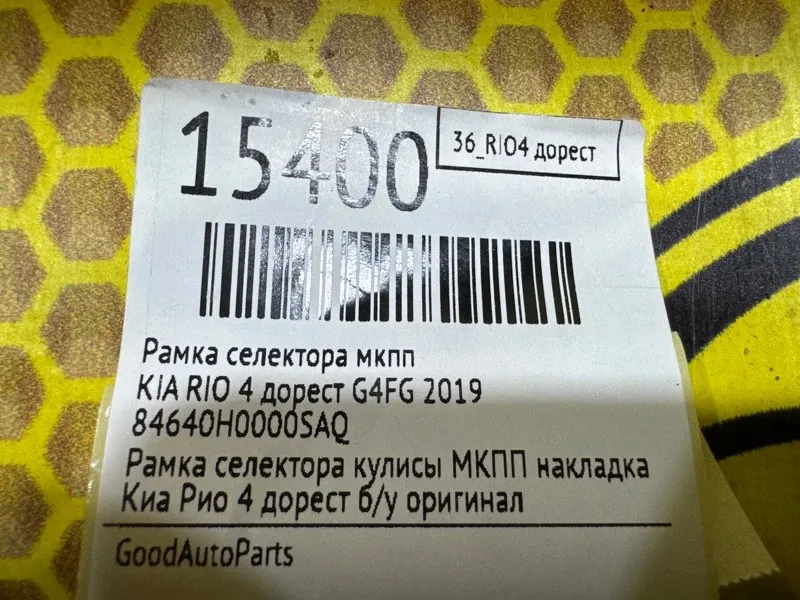 15400
36_RIO4 дорест
Рамка селектора мкпп
KIA RIO 4 дорест G4FG 2019
84640H0000SAQ
Рамка селектора кулисы МКПП накладка
Киа Рио 4 дорест б/у оригинал
GoodAutoParts